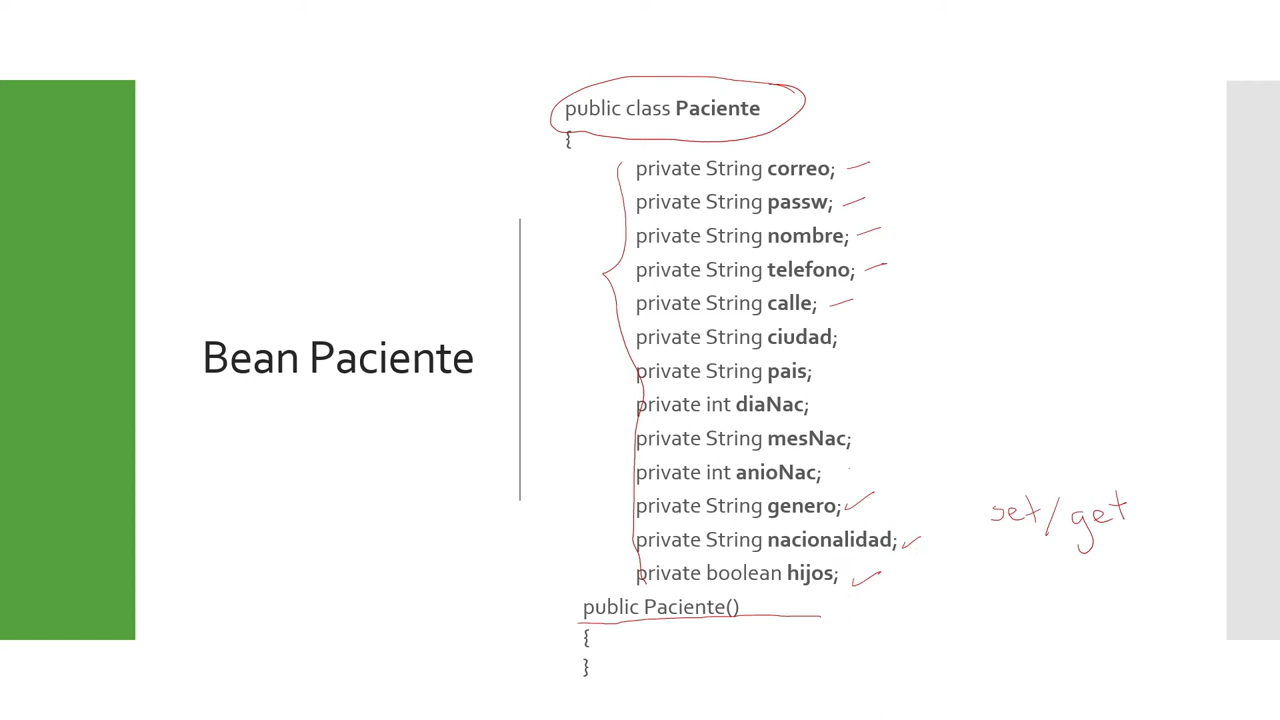 Bean Paciente
public class Paciente
{
private String correo;
private String passw;
private String nombre;
private String telefono;
private String calle;
private String ciudad;
private String pais;
private int diaNac;
private String mesNac;
private int anioNac;
private String genero;
private String nacionalidad;
private boolean hijos;
public Paciente()
{
}
set/get